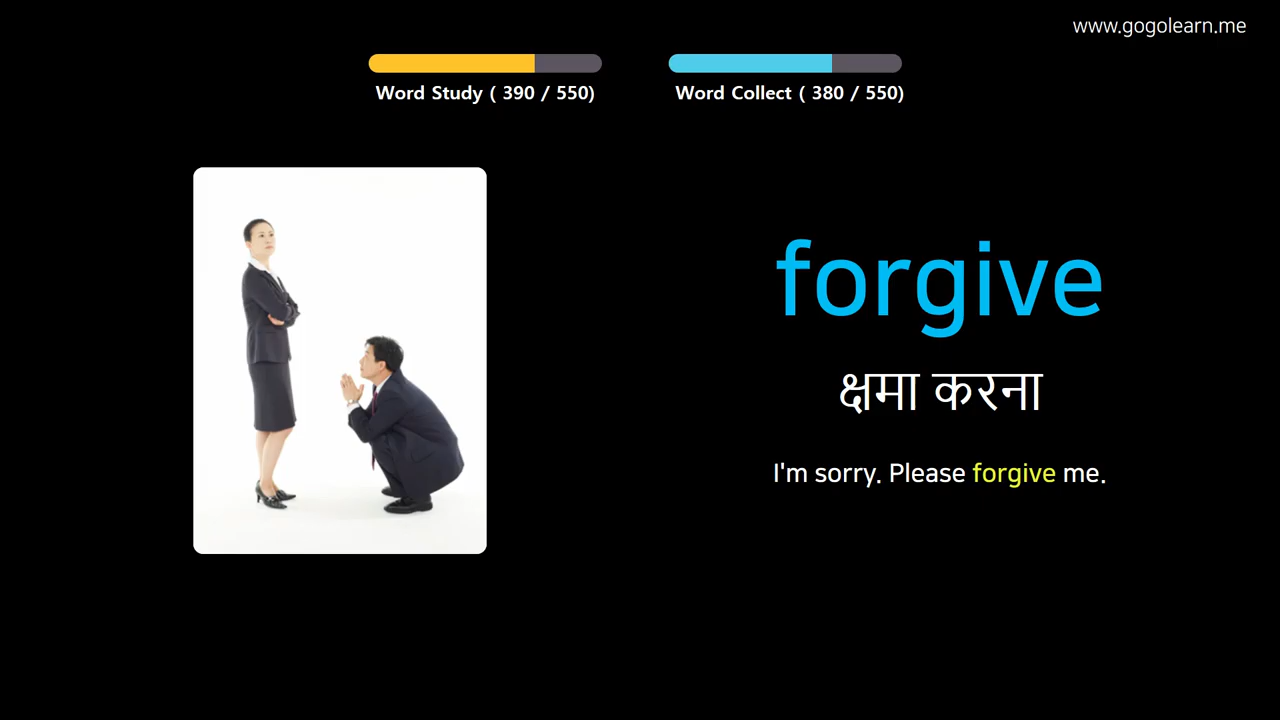 www.gogolearn.me
Word Study ( 390 / 550)
Word Collect ( 380 / 550)
forgive
क्षमा करना
I'm sorry. Please forgive me.